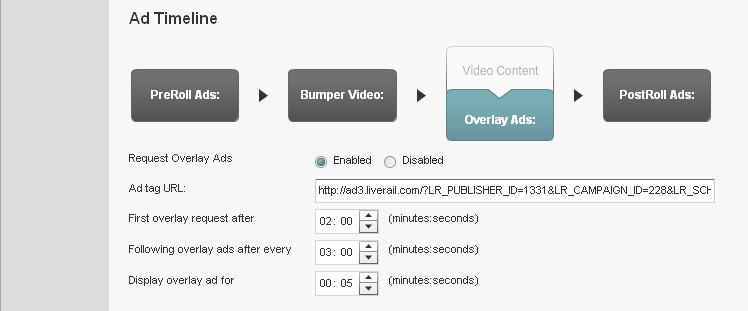 Ad Timeline
Video Content
PreRoll Ads: Bumper Video: PostRoll Ads:
Overlay Ads:
Request Overlay Ads Enabled Disabled
Ad tag URL: http://ad3.liverail.com/?LR_PUBLISHER_ID=1331&LR_CAMPAIGN_ID=228&LR_SCH
First overlay request after 02: 00 (minutes:seconds)
Following overlay ads after every 03: 00 (minutes:seconds)
Display overlay ad for 00: 05 (minutes:seconds)